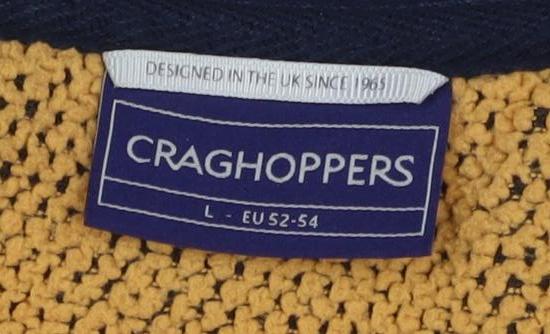 DESIGNED IN THE UK SINCE 1965
CRAGHOPPERS
L - EU 52-54